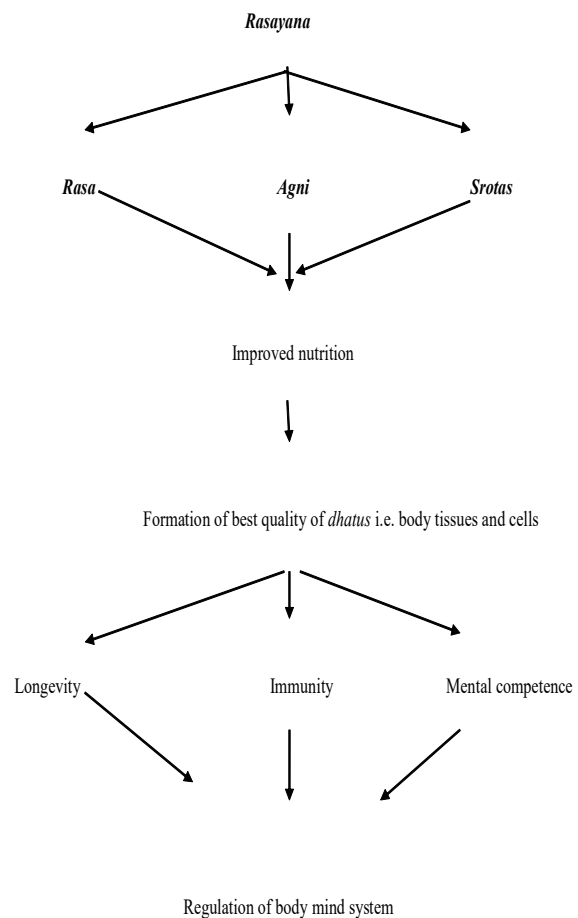 Rasayana
Rasa Agni Srotas
Improved nutrition
Formation of best quality of dhatus i.e. body tissues and cells
Longevity Immunity Mental competence
Regulation of body mind system